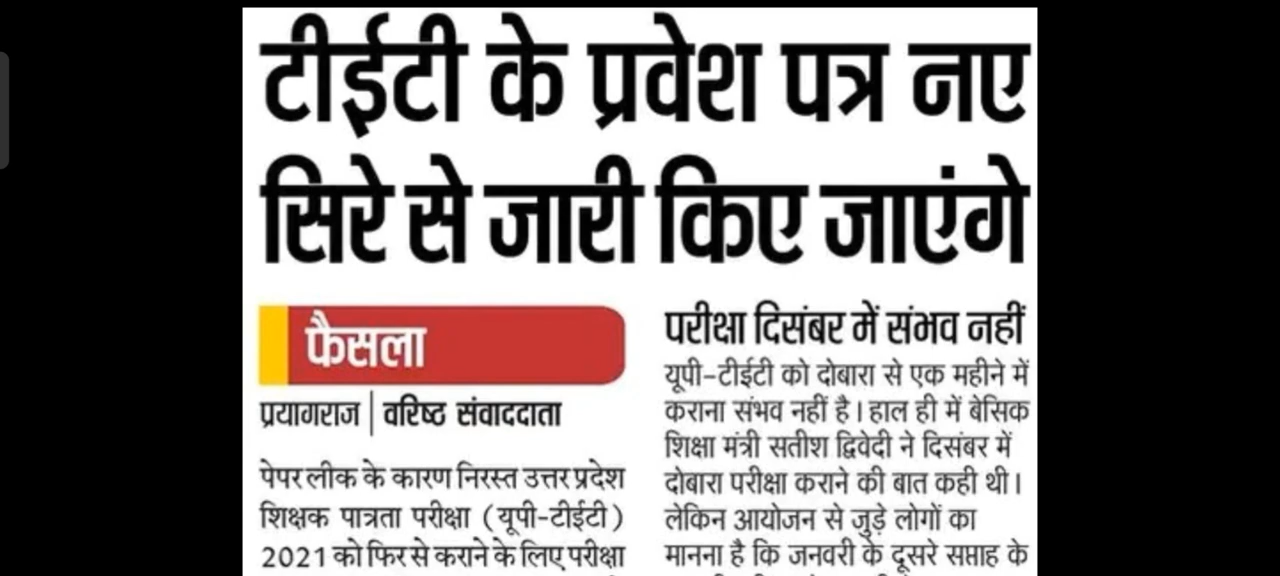 टीईटी के प्रवेश पत्र नए
सिरे से जारी किए जाएंगे
फैसला
प्रयागराज | वरिष्ठ संवाददाता
पेपर लीक के कारण निरस्त उत्तर प्रदेश
शिक्षक पात्रता परीक्षा (यूपी-टीईटी)
2021 को फिर से कराने के लिए परीक्षा
परीक्षा दिसंबर में संभव नहीं
यूपी-टीईटी को दोबारा से एक महीने में
कराना संभव नहीं है। हाल ही में बेसिक
शिक्षा मंत्री सतीश द्विवेदी ने दिसंबर में
दोबारा परीक्षा कराने की बात कही थी।
लेकिन आयोजन से जुड़े लोगों का
मानना है कि जनवरी के दूसरे सप्ताह के